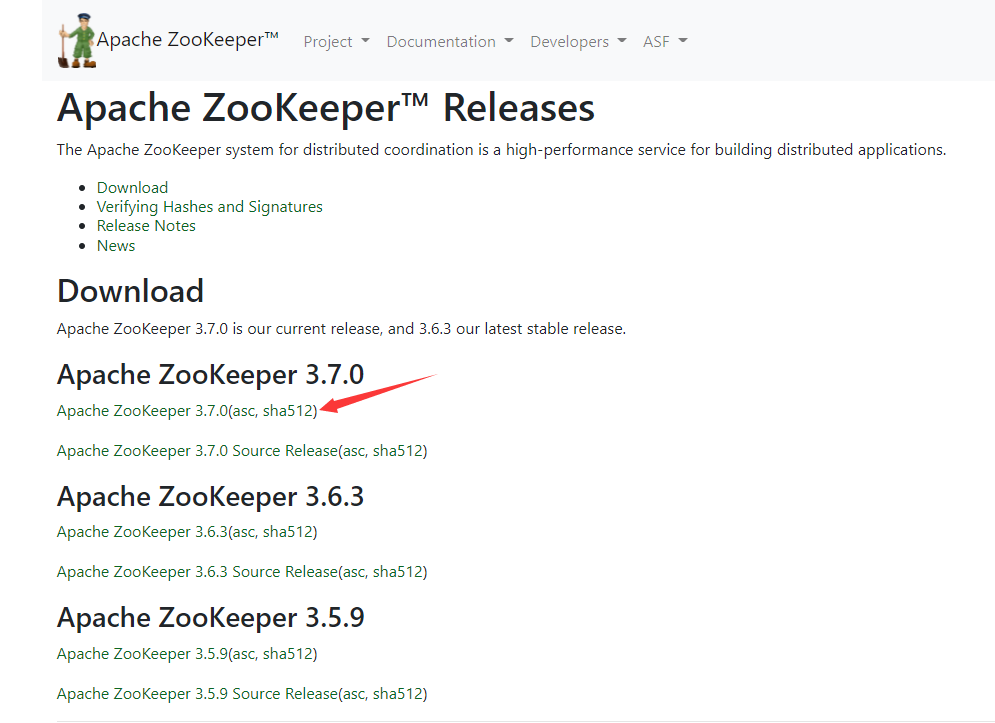 Apache ZooKeeper™ Project Documentation Developers ASF
Apache ZooKeeper™ Releases
The Apache ZooKeeper system for distributed coordination is a high-performance service for building distributed applications.
Download
Verifying Hashes and Signatures
Release Notes
News
Download
Apache ZooKeeper 3.7.0 is our current release, and 3.6.3 our latest stable release.
Apache ZooKeeper 3.7.0
Apache ZooKeeper 3.7.0(asc, sha512)
Apache ZooKeeper 3.7.0 Source Release(asc, sha512)
Apache ZooKeeper 3.6.3
Apache ZooKeeper 3.6.3(asc, sha512)
Apache ZooKeeper 3.6.3 Source Release(asc, sha512)
Apache ZooKeeper 3.5.9
Apache ZooKeeper 3.5.9(asc, sha512)
Apache ZooKeeper 3.5.9 Source Release(asc, sha512)